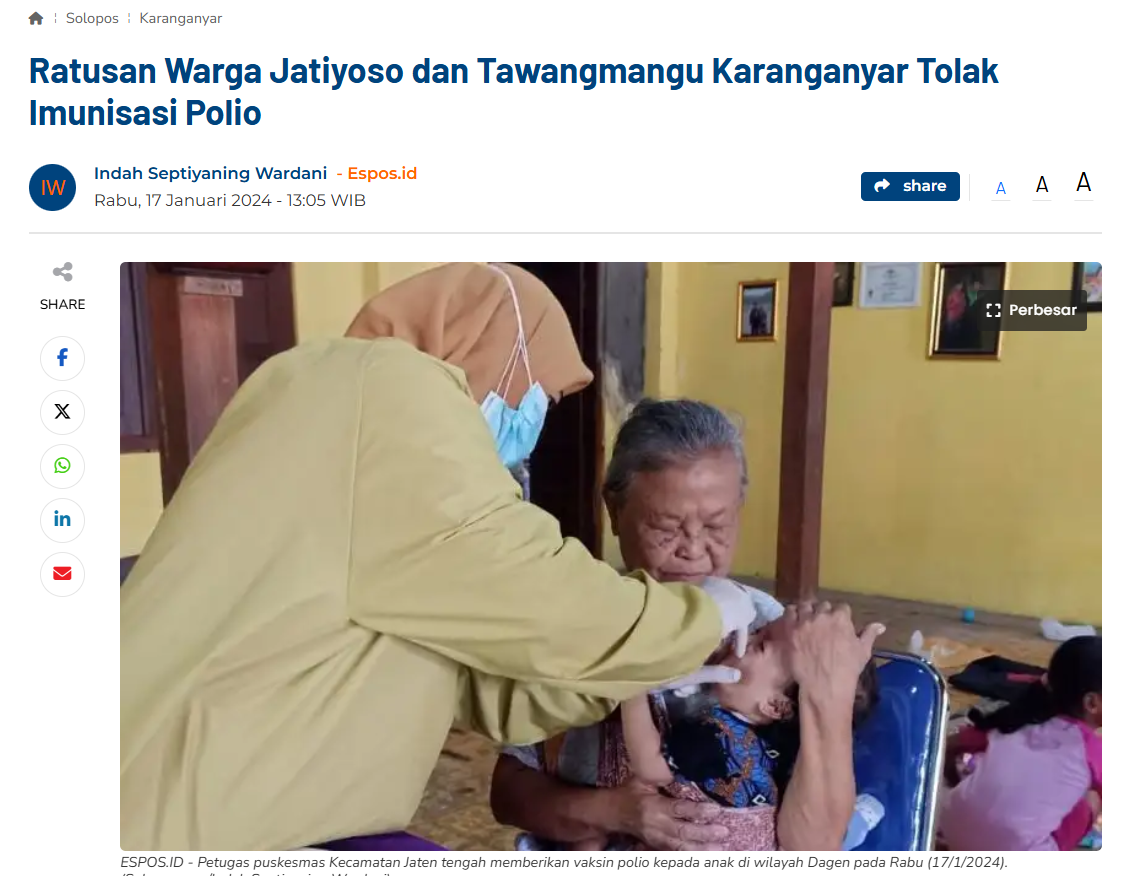 Solopos ¦ Karanganyar
Ratusan Warga Jatiyoso dan Tawangmangu Karanganyar Tolak
Imunisasi Polio
IW
Indah Septiyaning Wardani - Espos.id
Rabu, 17 Januari 2024 - 13:05 WIB
share
A A A
SHARE
Perbesar
ESPOS.ID - Petugas puskesmas Kecamatan Jaten tengah memberikan vaksin polio kepada anak di wilayah Dagen pada Rabu (17/1/2024).